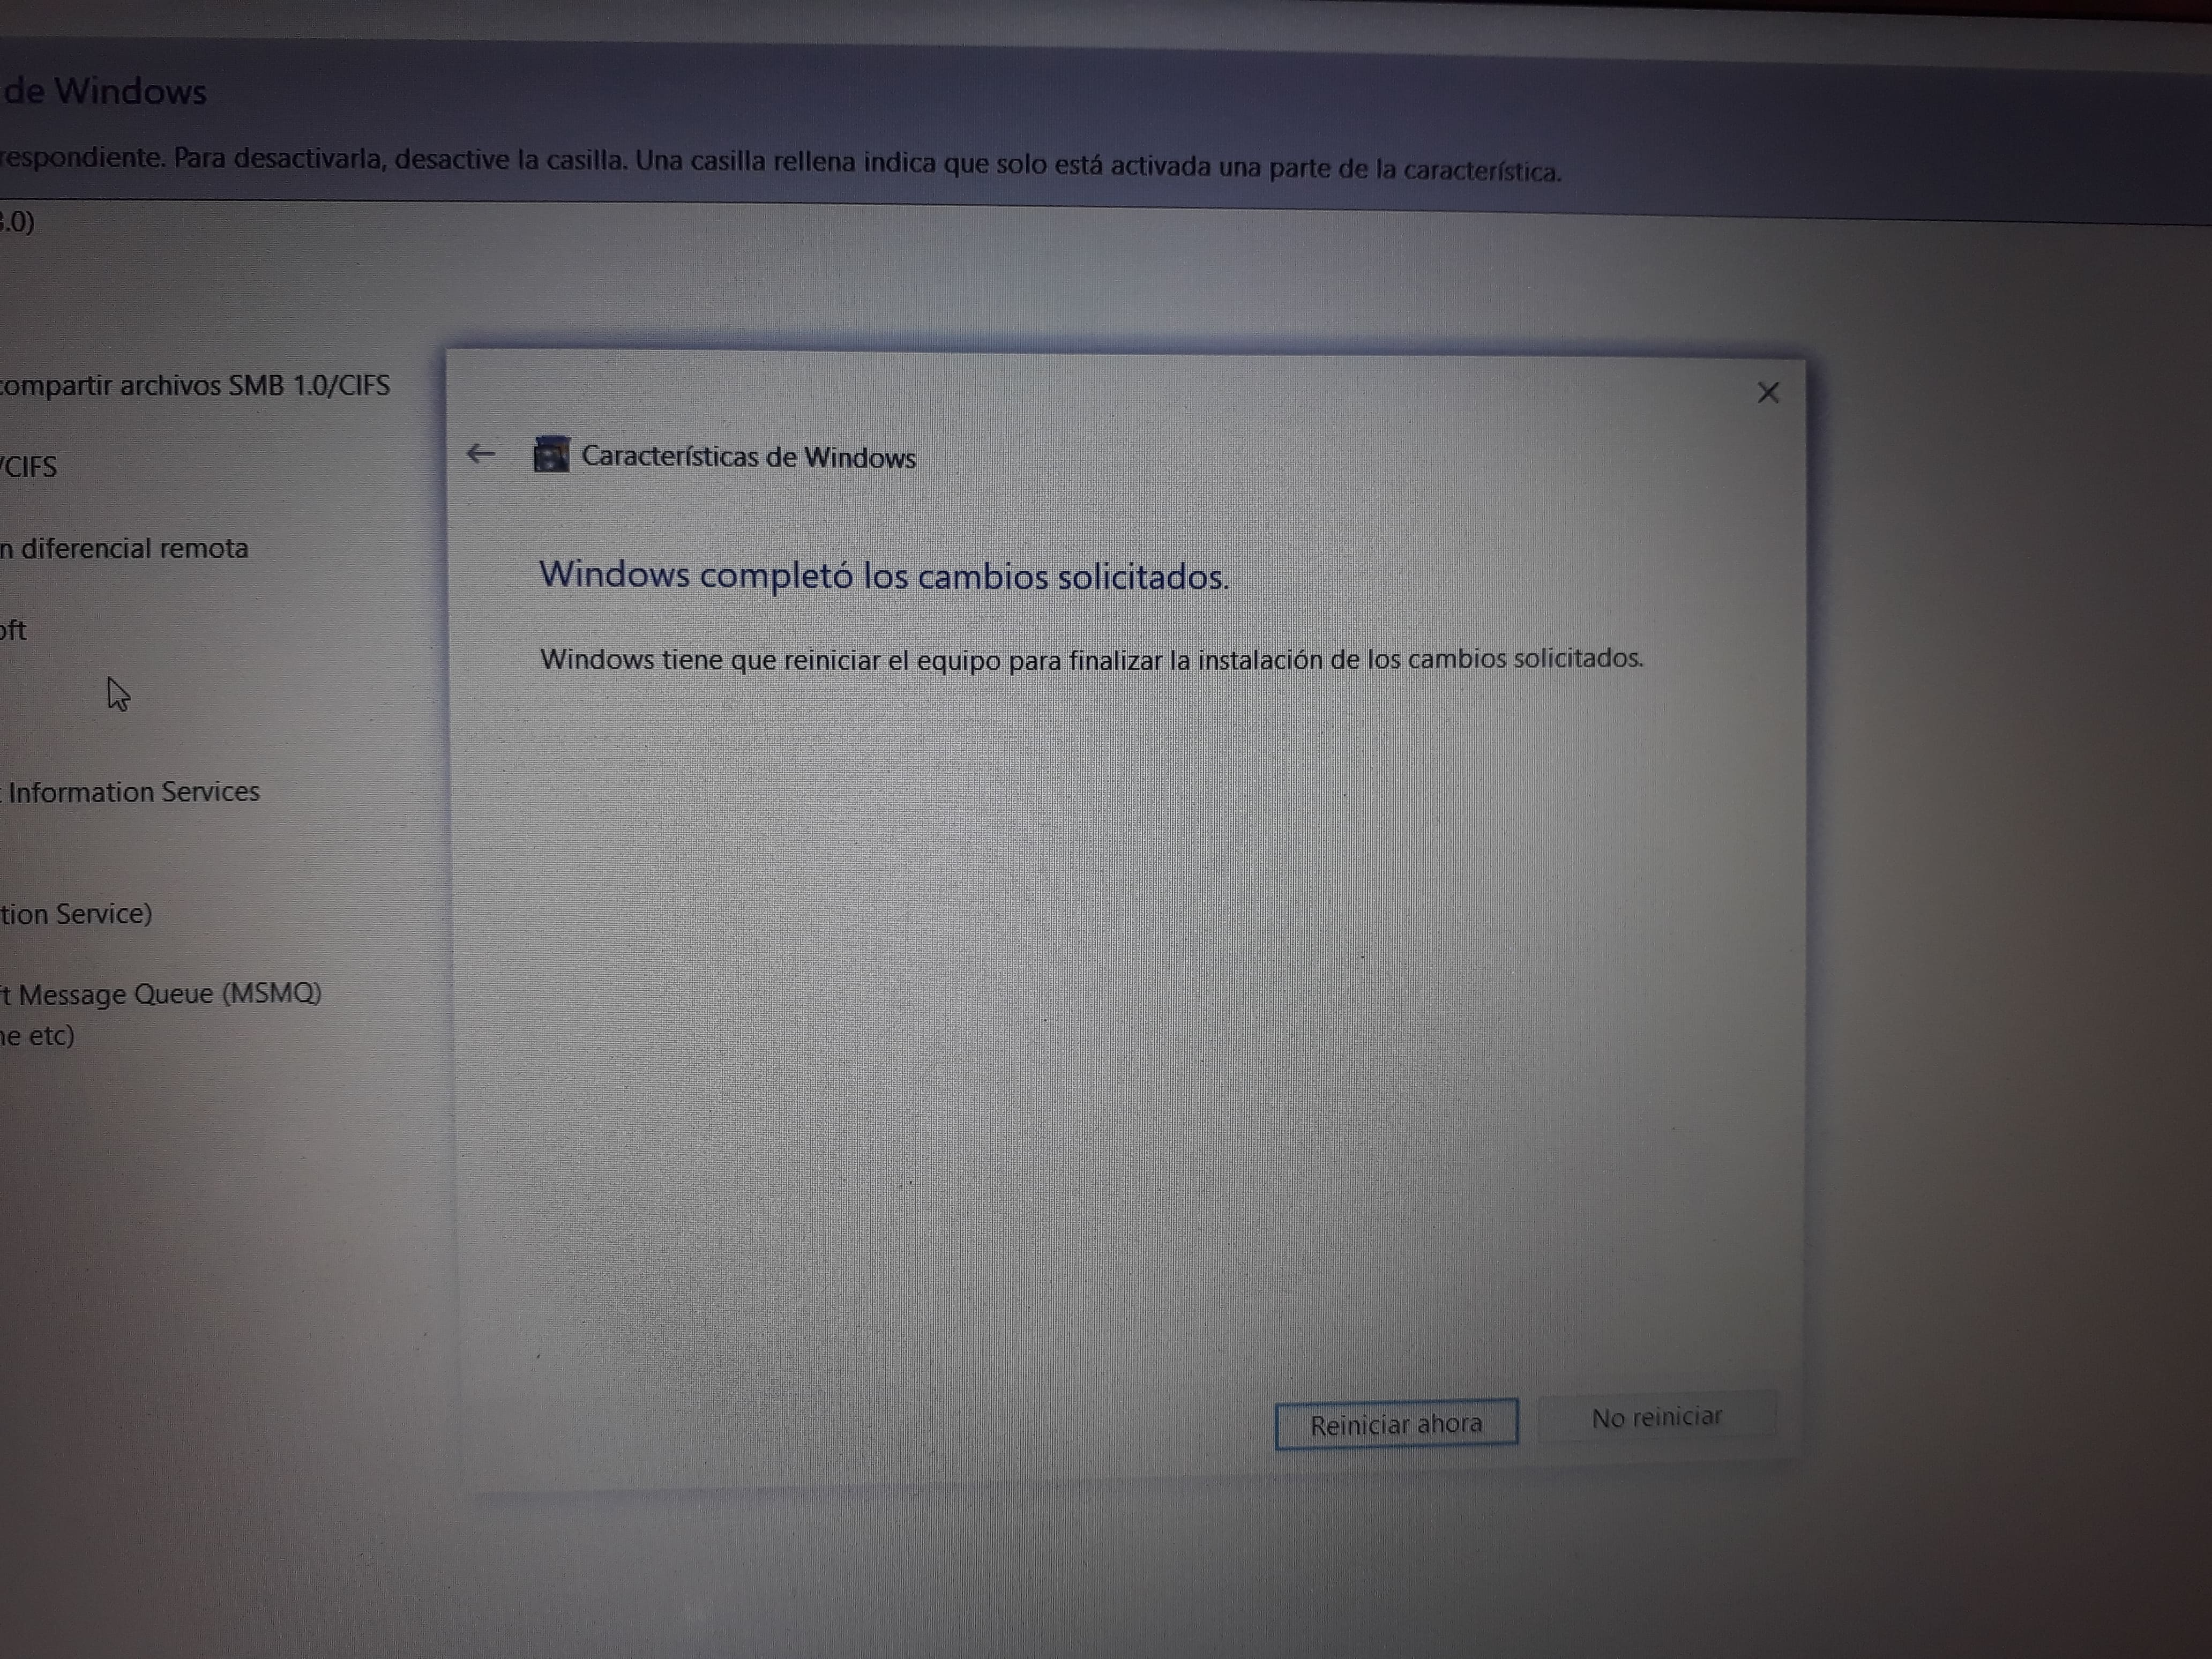 de Windows
respondiente. Para desactivarla, desactive la casilla. Una casilla rellena indica que solo está activada una parte de la característica.
.0)
compartir archivos SMB 1.0/CIFS
/CIFS
n diferencial remota
oft
Information Services
tion Service)
t Message Queue (MSMQ)
ne etc)
Características de Windows
Windows completó los cambios solicitados.
Windows tiene que reiniciar el equipo para finalizar la instalación de los cambios solicitados.
Reiniciar ahora
No reiniciar